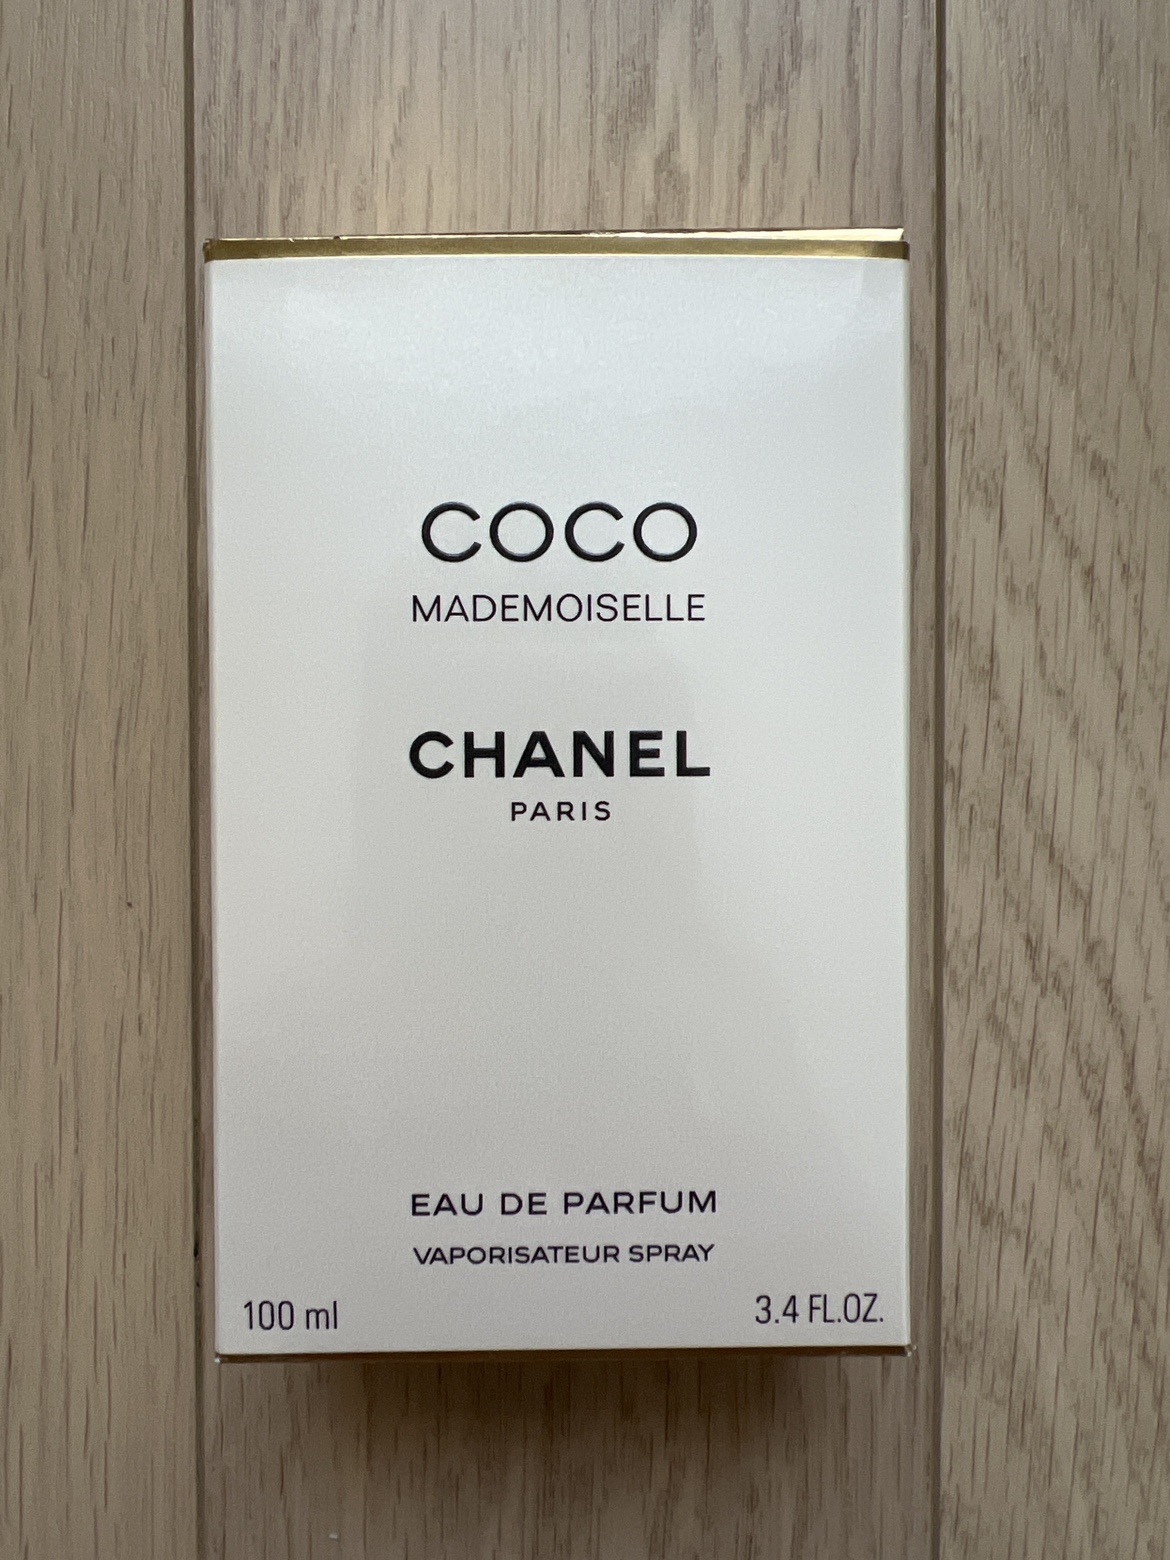 COCO
MADEMOISELLE
CHANEL
PARIS
EAU DE PARFUM
VAPORISATEUR SPRAY
100 ml 3.4 FL.OZ.